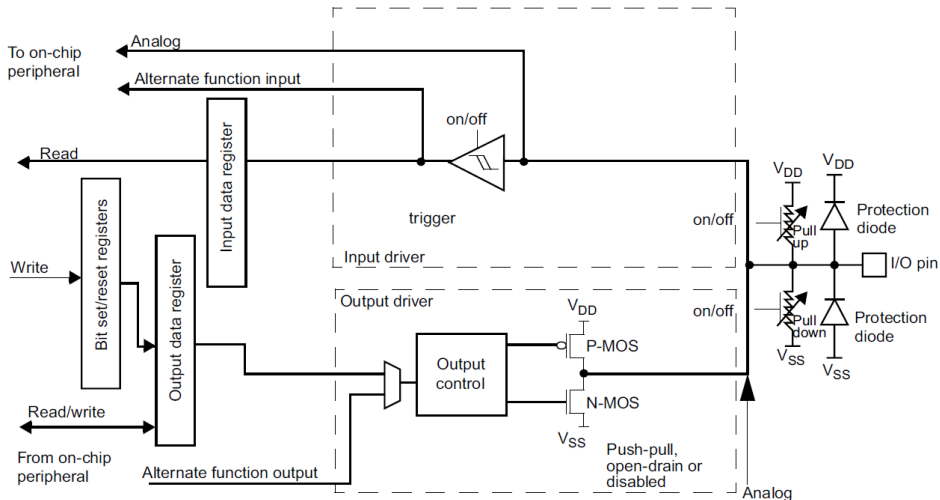 To on-chip
peripheral
Analog
Alternate function input
on/off
Read
Input data register
trigger
Input driver
Write
Bit set/reset registers
Output data register
Read/write
From on-chip
peripheral
Alternate function output
Output driver
Output
control
VDD
P-MOS
N-MOS
VSS
Push-pull,
open-drain or
disabled
Analog
on/off
VDD
Pull
up
VDD
Protection
diode
I/O pin
on/off
Pull
down
VSS
Protection
diode
VSS